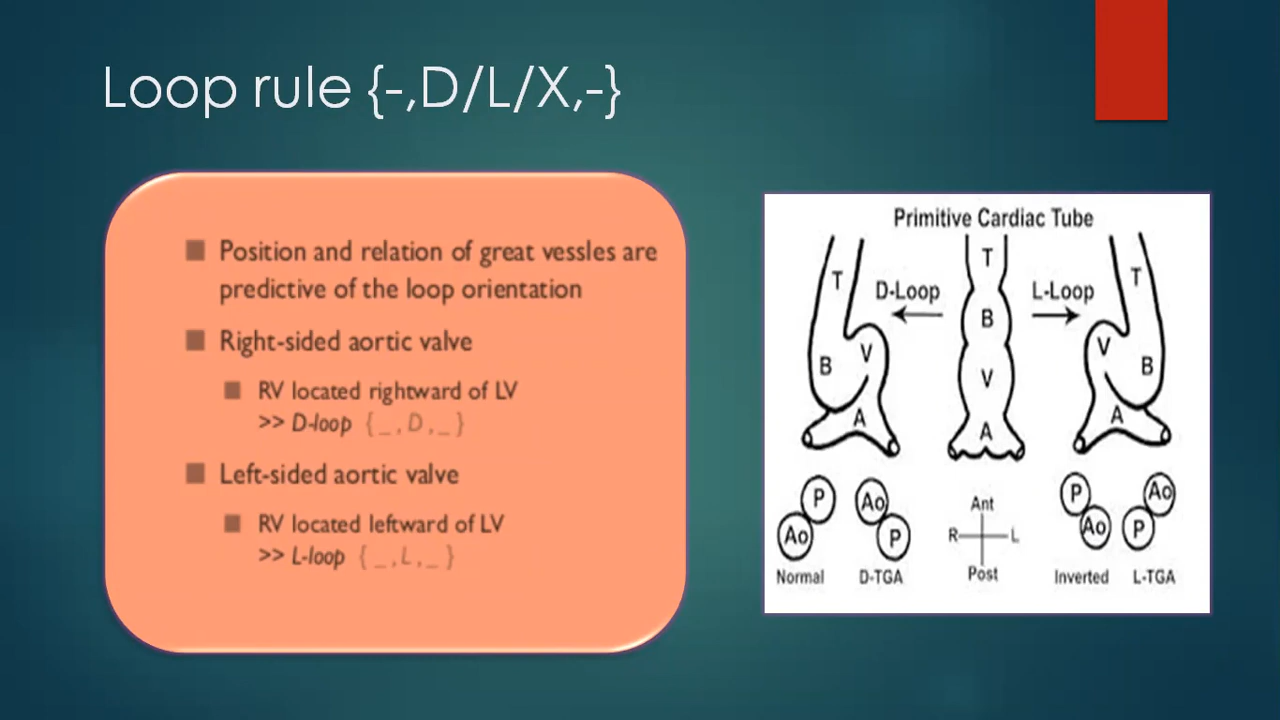 Loop rule {-,D/L/X,-}
Position and relation of great vessles are
predictive of the loop orientation
Right-sided aortic valve
RV located rightward of LV
>> D-loop { _ , D , _ }
Left-sided aortic valve
RV located leftward of LV
>> L-loop { _ , L , _ }
Primitive Cardiac Tube
T T T
D-Loop L-Loop
B
V V
B V B
A A A
P Ao Ant P Ao
Ao P R L Ao P
Normal D-TGA Post Inverted L-TGA